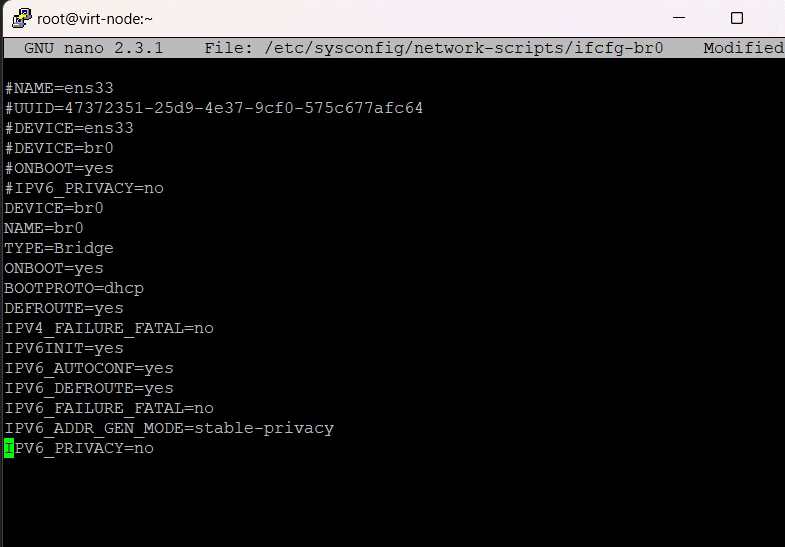 root@virt-node:~
GNU nano 2.3.1 File: /etc/sysconfig/network-scripts/ifcfg-br0 Modified
#NAME=ens33
#UUID=47372351-25d9-4e37-9cf0-575c677afc64
#DEVICE=ens33
#DEVICE=br0
#ONBOOT=yes
#IPV6_PRIVACY=no
DEVICE=br0
NAME=br0
TYPE=Bridge
ONBOOT=yes
BOOTPROTO=dhcp
DEFROUTE=yes
IPV4_FAILURE_FATAL=no
IPV6INIT=yes
IPV6_AUTOCONF=yes
IPV6_DEFROUTE=yes
IPV6_FAILURE_FATAL=no
IPV6_ADDR_GEN_MODE=stable-privacy
IPV6_PRIVACY=no